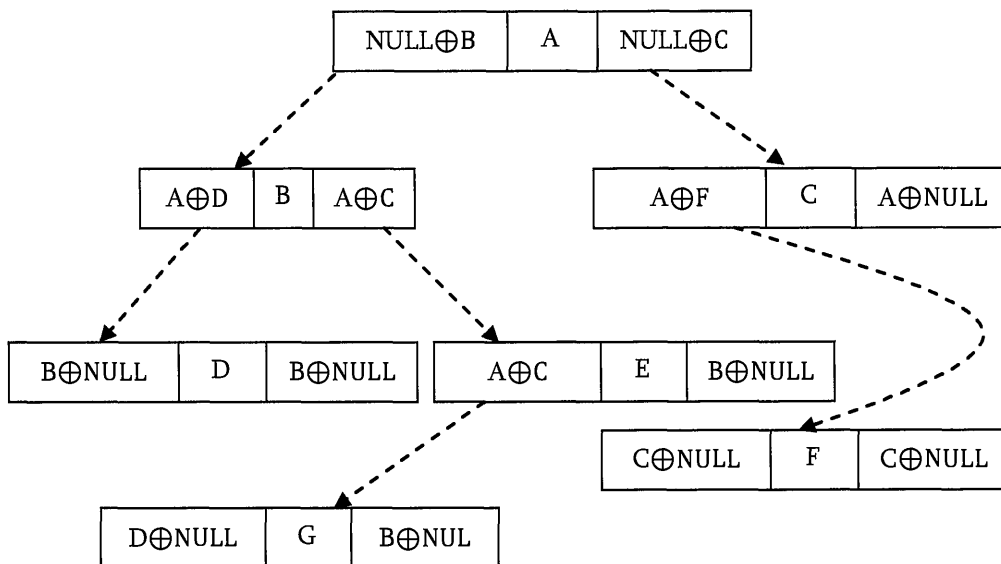 NULL⊕B A NULL⊕C
A⊕D B A⊕C
A⊕F C A⊕NULL
B⊕NULL D B⊕NULL
A⊕C E B⊕NULL
C⊕NULL F C⊕NULL
D⊕NULL G B⊕NUL